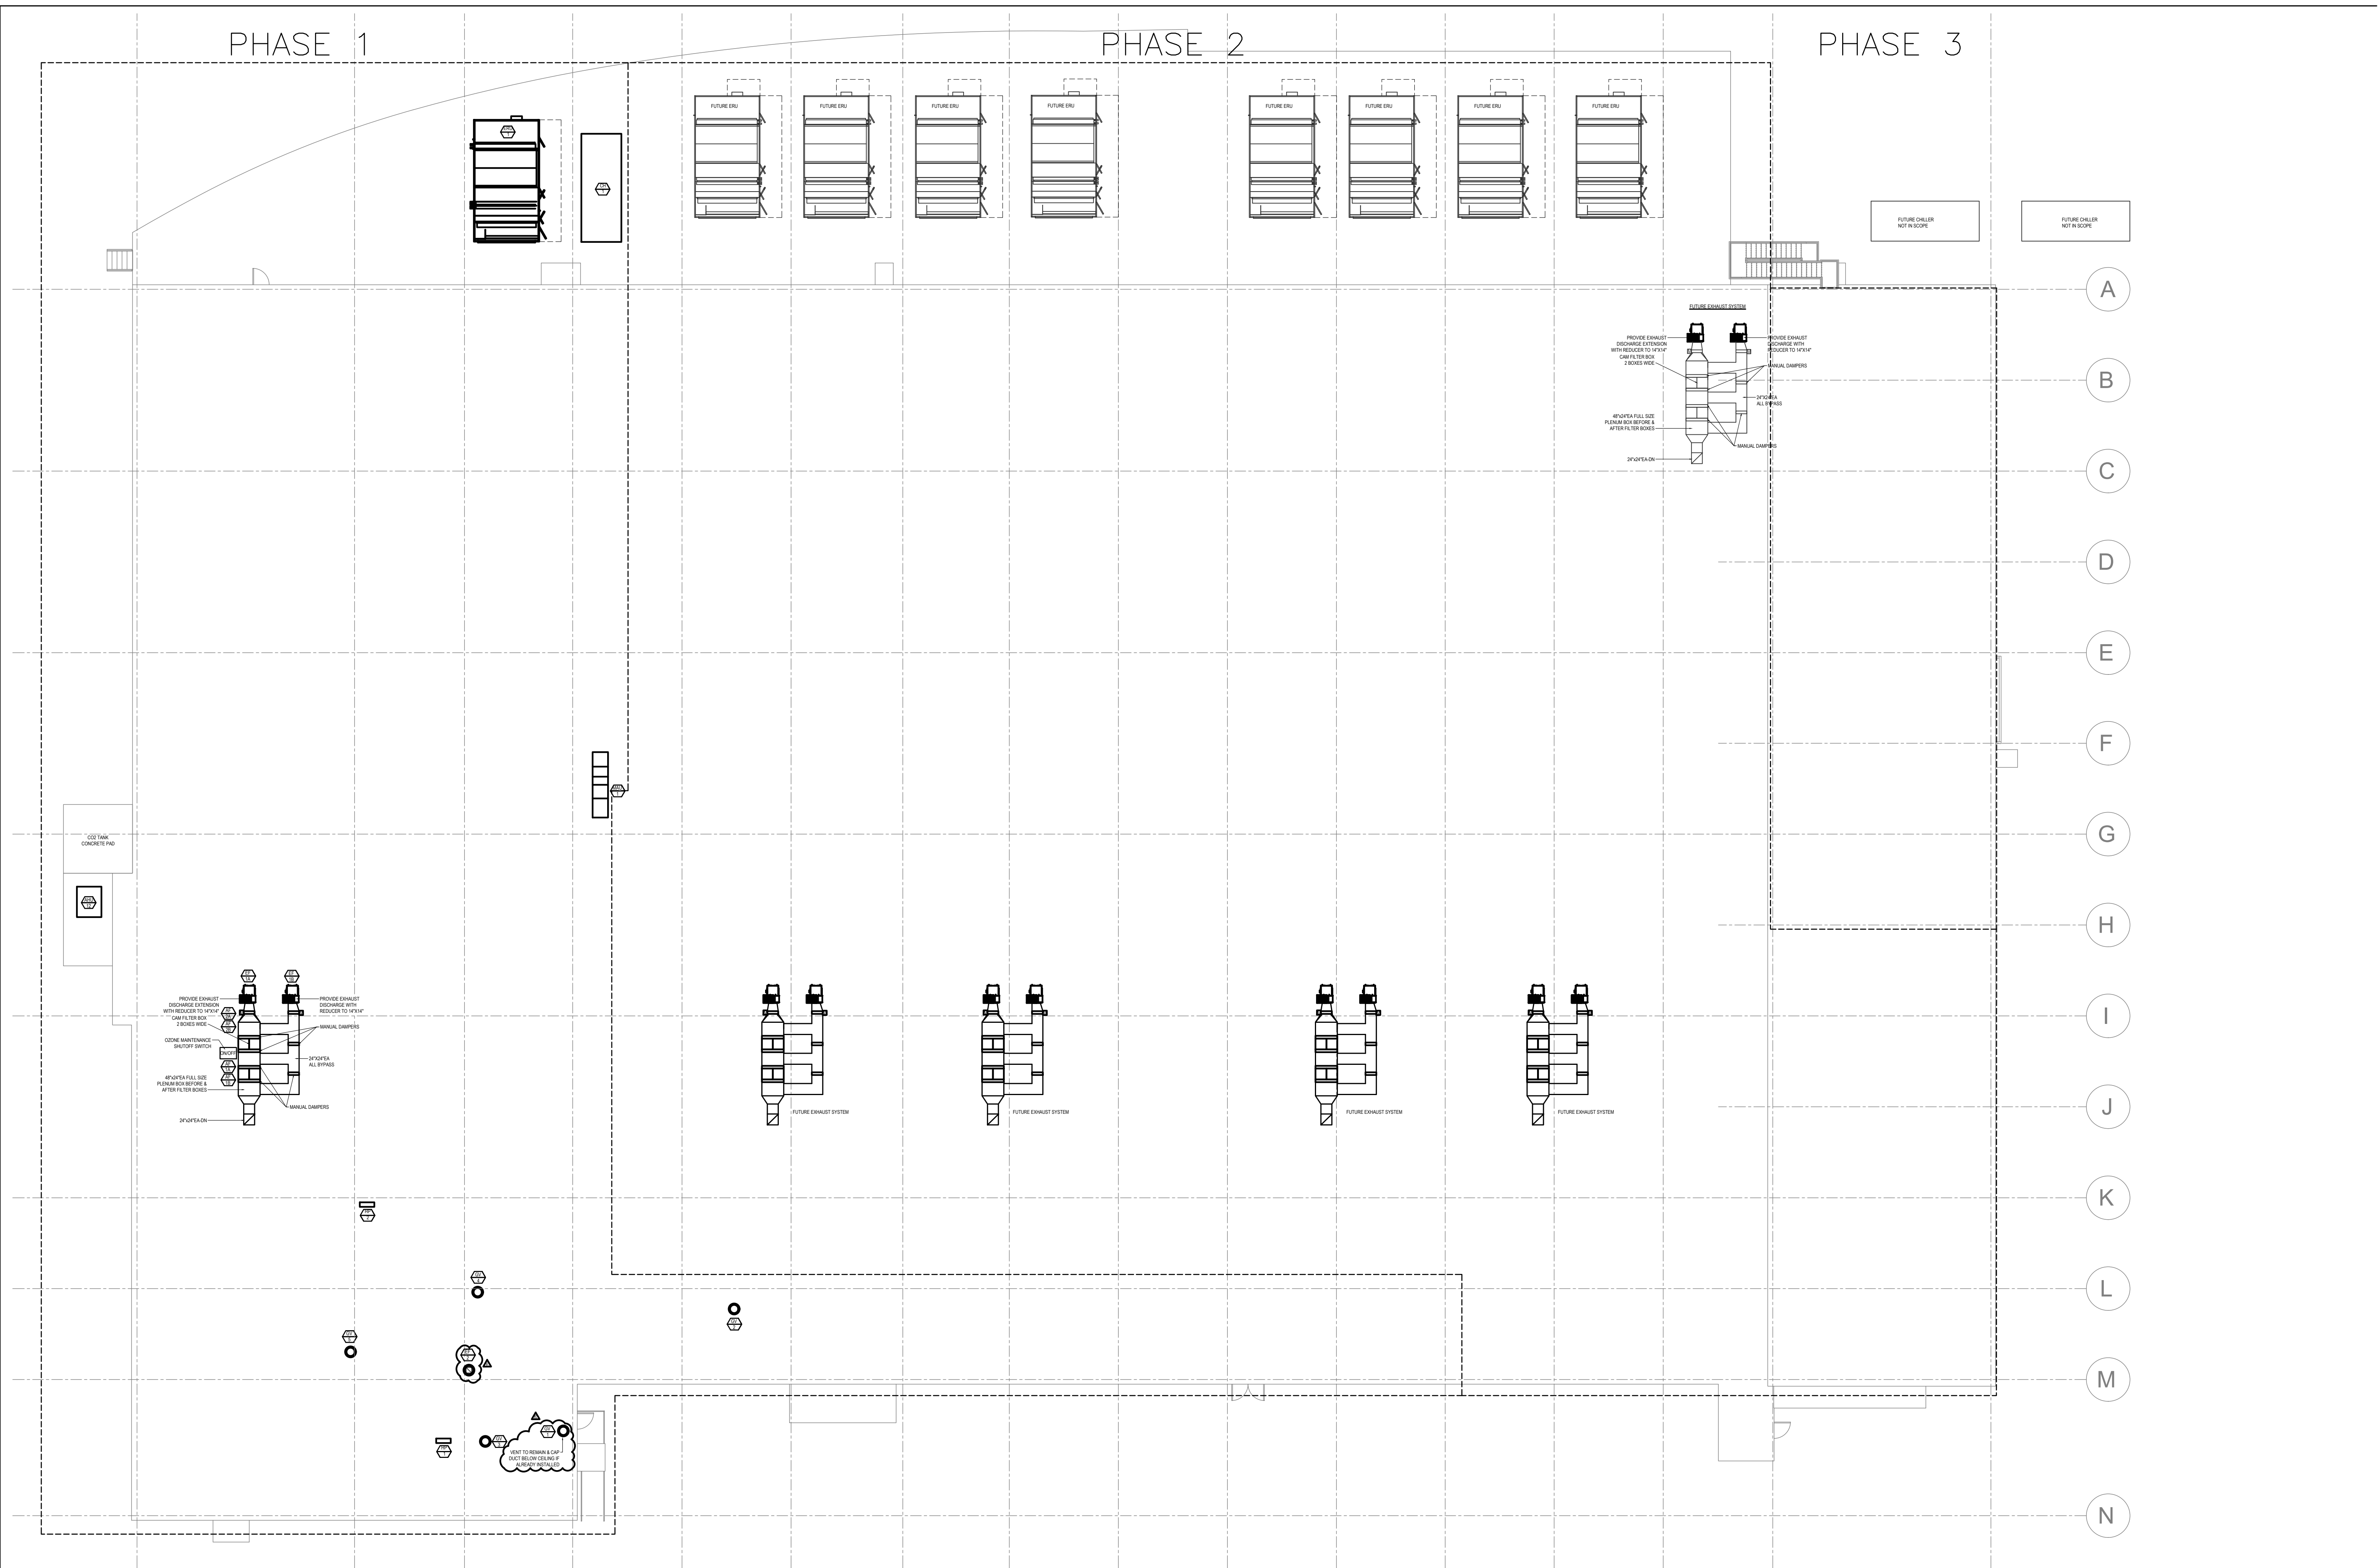 PHASE 1
PHASE 2
PHASE 3
FUTURE ERU
FUTURE ERU
FUTURE ERU
FUTURE ERU
FUTURE ERU
FUTURE ERU
FUTURE ERU
FUTURE ERU
FUTURE CHILLER
NOT IN SCOPE
FUTURE CHILLER
NOT IN SCOPE
A
FUTURE EXHAUST SYSTEM
PROVIDE EXHAUST
DISCHARGE EXTENSION
WITH REDUCER TO 14"X14"
CAM FILTER BOX
2 BOXES WIDE
PROVIDE EXHAUST
DISCHARGE WITH
REDUCER TO 14"X14"
MANUAL DAMPERS
B
24"X24"EA
ALL BYPASS
48"x24"EA FULL SIZE
PLENUM BOX BEFORE &
AFTER FILTER BOXES
MANUAL DAMPERS
24"x24"EA-DN
C
D
E
F
G
CO2 TANK
CONCRETE PAD
H
PROVIDE EXHAUST
DISCHARGE EXTENSION
WITH REDUCER TO 14"X14"
CAM FILTER BOX
2 BOXES WIDE
OZONE MAINTENANCE
SHUTOFF SWITCH
ON/OFF
48"x24"EA FULL SIZE
PLENUM BOX BEFORE &
AFTER FILTER BOXES
24"x24"EA-DN
PROVIDE EXHAUST
DISCHARGE WITH
REDUCER TO 14"X14"
MANUAL DAMPERS
24"X24"EA
ALL BYPASS
MANUAL DAMPERS
I
J
FUTURE EXHAUST SYSTEM
FUTURE EXHAUST SYSTEM
FUTURE EXHAUST SYSTEM
FUTURE EXHAUST SYSTEM
K
L
M
VENT TO REMAIN & CAP
DUCT BELOW CEILING IF
ALREADY INSTALLED
N